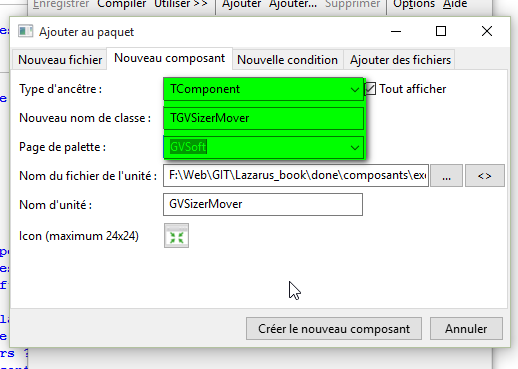 Enregistrer Compiler Utiliser >> Ajouter Ajouter... Supprimer Options Aide
Ajouter au paquet
Nouveau fichier Nouveau composant Nouvelle condition Ajouter des fichiers
Type d'ancêtre : TComponent Tout afficher
Nouveau nom de classe : TGVSizerMover
Page de palette : GVSoft
Nom du fichier de l'unité : F:\Web\GIT\Lazarus_book\done\composants\exe ... <>
Nom d'unité : GVSizerMover
Icon (maximum 24x24)
Créer le nouveau composant Annuler